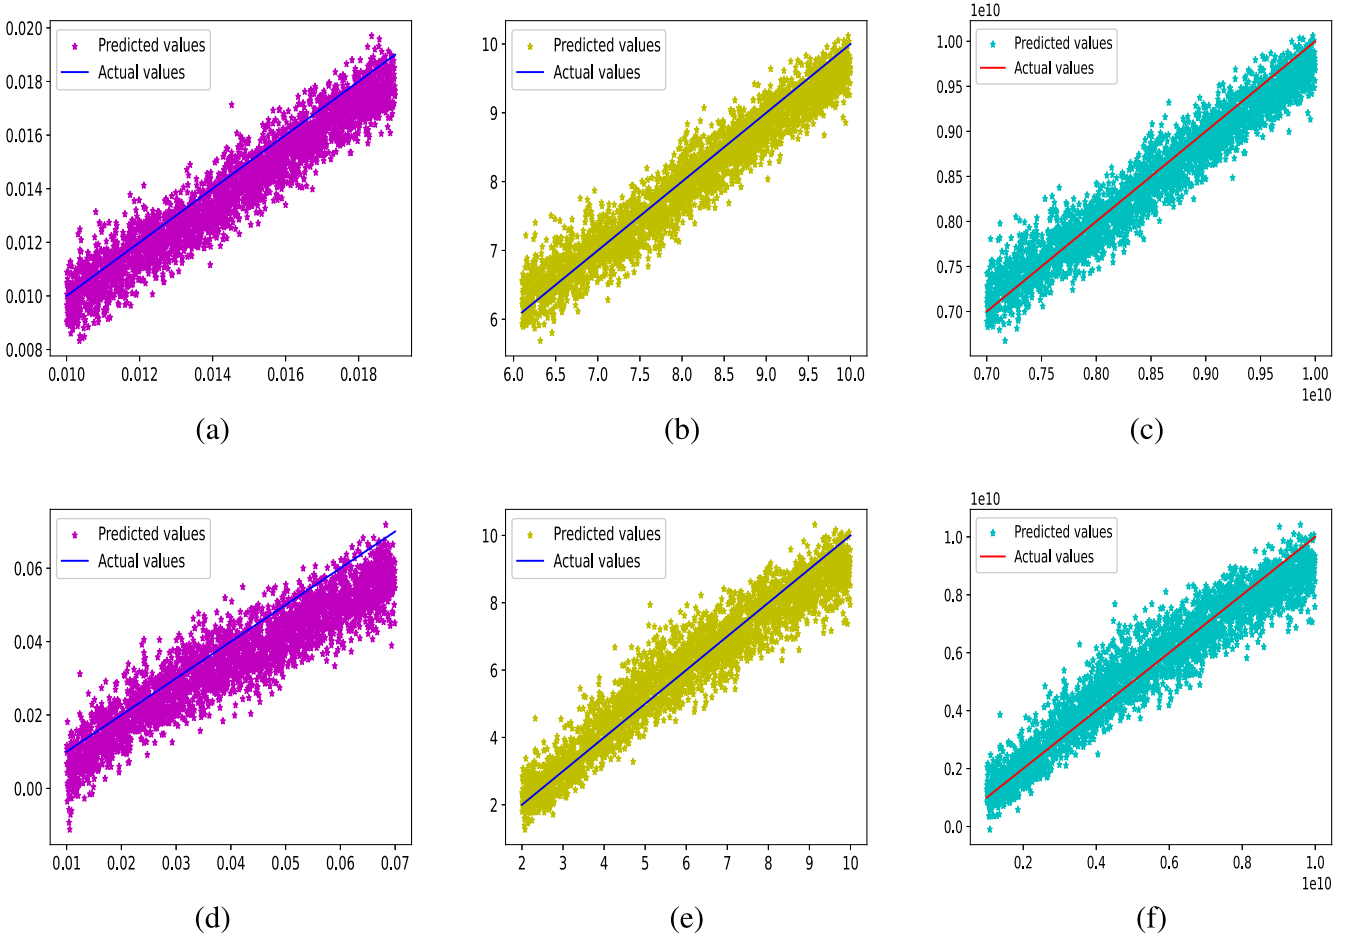 0.020
0.018
0.016
0.014
0.012
0.010
0.008
0.010 0.012 0.014 0.016 0.018
Predicted values
Actual values
(a)
10
9
8
7
6
6.0 6.5 7.0 7.5 8.0 8.5 9.0 9.5 10.0
Predicted values
Actual values
(b)
1e10
1.00
0.95
0.90
0.85
0.80
0.75
0.70
0.70 0.75 0.80 0.85 0.90 0.95 1.00
1e10
Predicted values
Actual values
(c)
0.06
0.04
0.02
0.00
0.01 0.02 0.03 0.04 0.05 0.06 0.07
Predicted values
Actual values
(d)
10
8
6
4
2
2 3 4 5 6 7 8 9 10
Predicted values
Actual values
(e)
1e10
1.0
0.8
0.6
0.4
0.2
0.0
0.2 0.4 0.6 0.8 1.0
1e10
Predicted values
Actual values
(f)